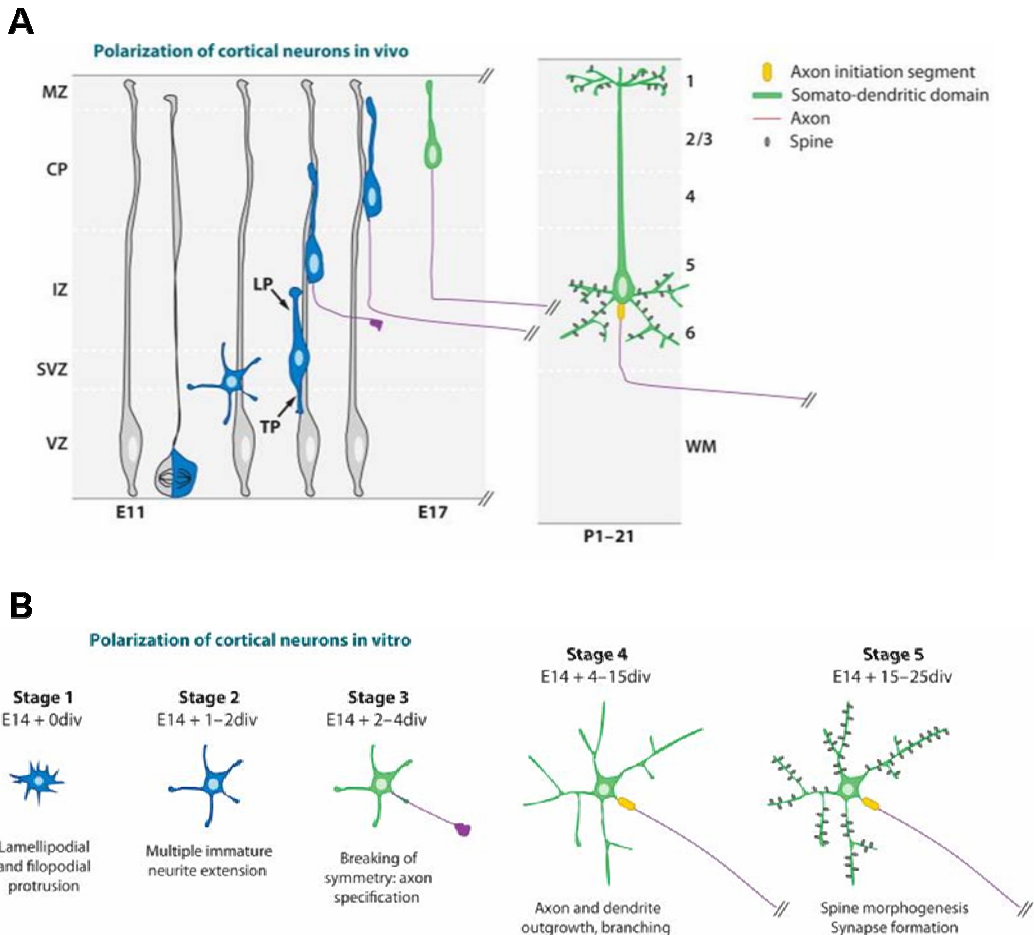 A
Polarization of cortical neurons in vivo
MZ
CP
IZ
SVZ
VZ
LP
TP
E11
E17
1
2/3
4
5
6
WM
P1–21
Axon initiation segment
Somato-dendritic domain
Axon
Spine
B
Polarization of cortical neurons in vitro
Stage 1
E14 + 0div
Lamellipodial
and filopodial
protrusion
Stage 2
E14 + 1–2div
Multiple immature
neurite extension
Stage 3
E14 + 2–4div
Breaking of
symmetry: axon
specification
Stage 4
E14 + 4–15div
Axon and dendrite
outgrowth, branching
Stage 5
E14 + 15–25div
Spine morphogenesis
Synapse formation